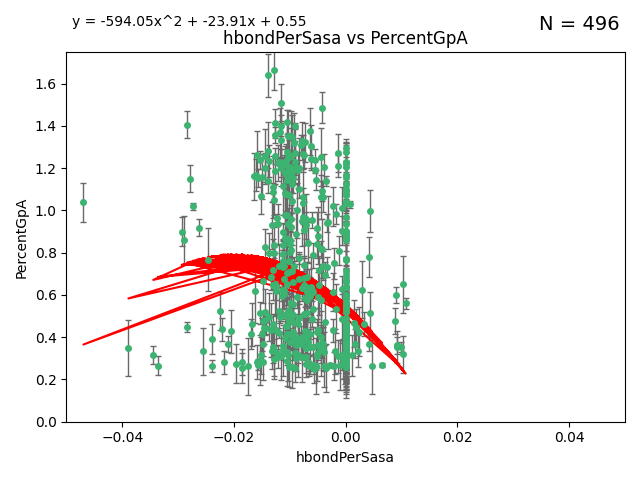 y = -594.05x^2 + -23.91x + 0.55
N = 496
hbondPerSasa vs PercentGpA
1.6
1.4
1.2
1.0
0.8
0.6
0.4
0.2
0.0
PercentGpA
−0.04
−0.02
0.00
0.02
0.04
hbondPerSasa